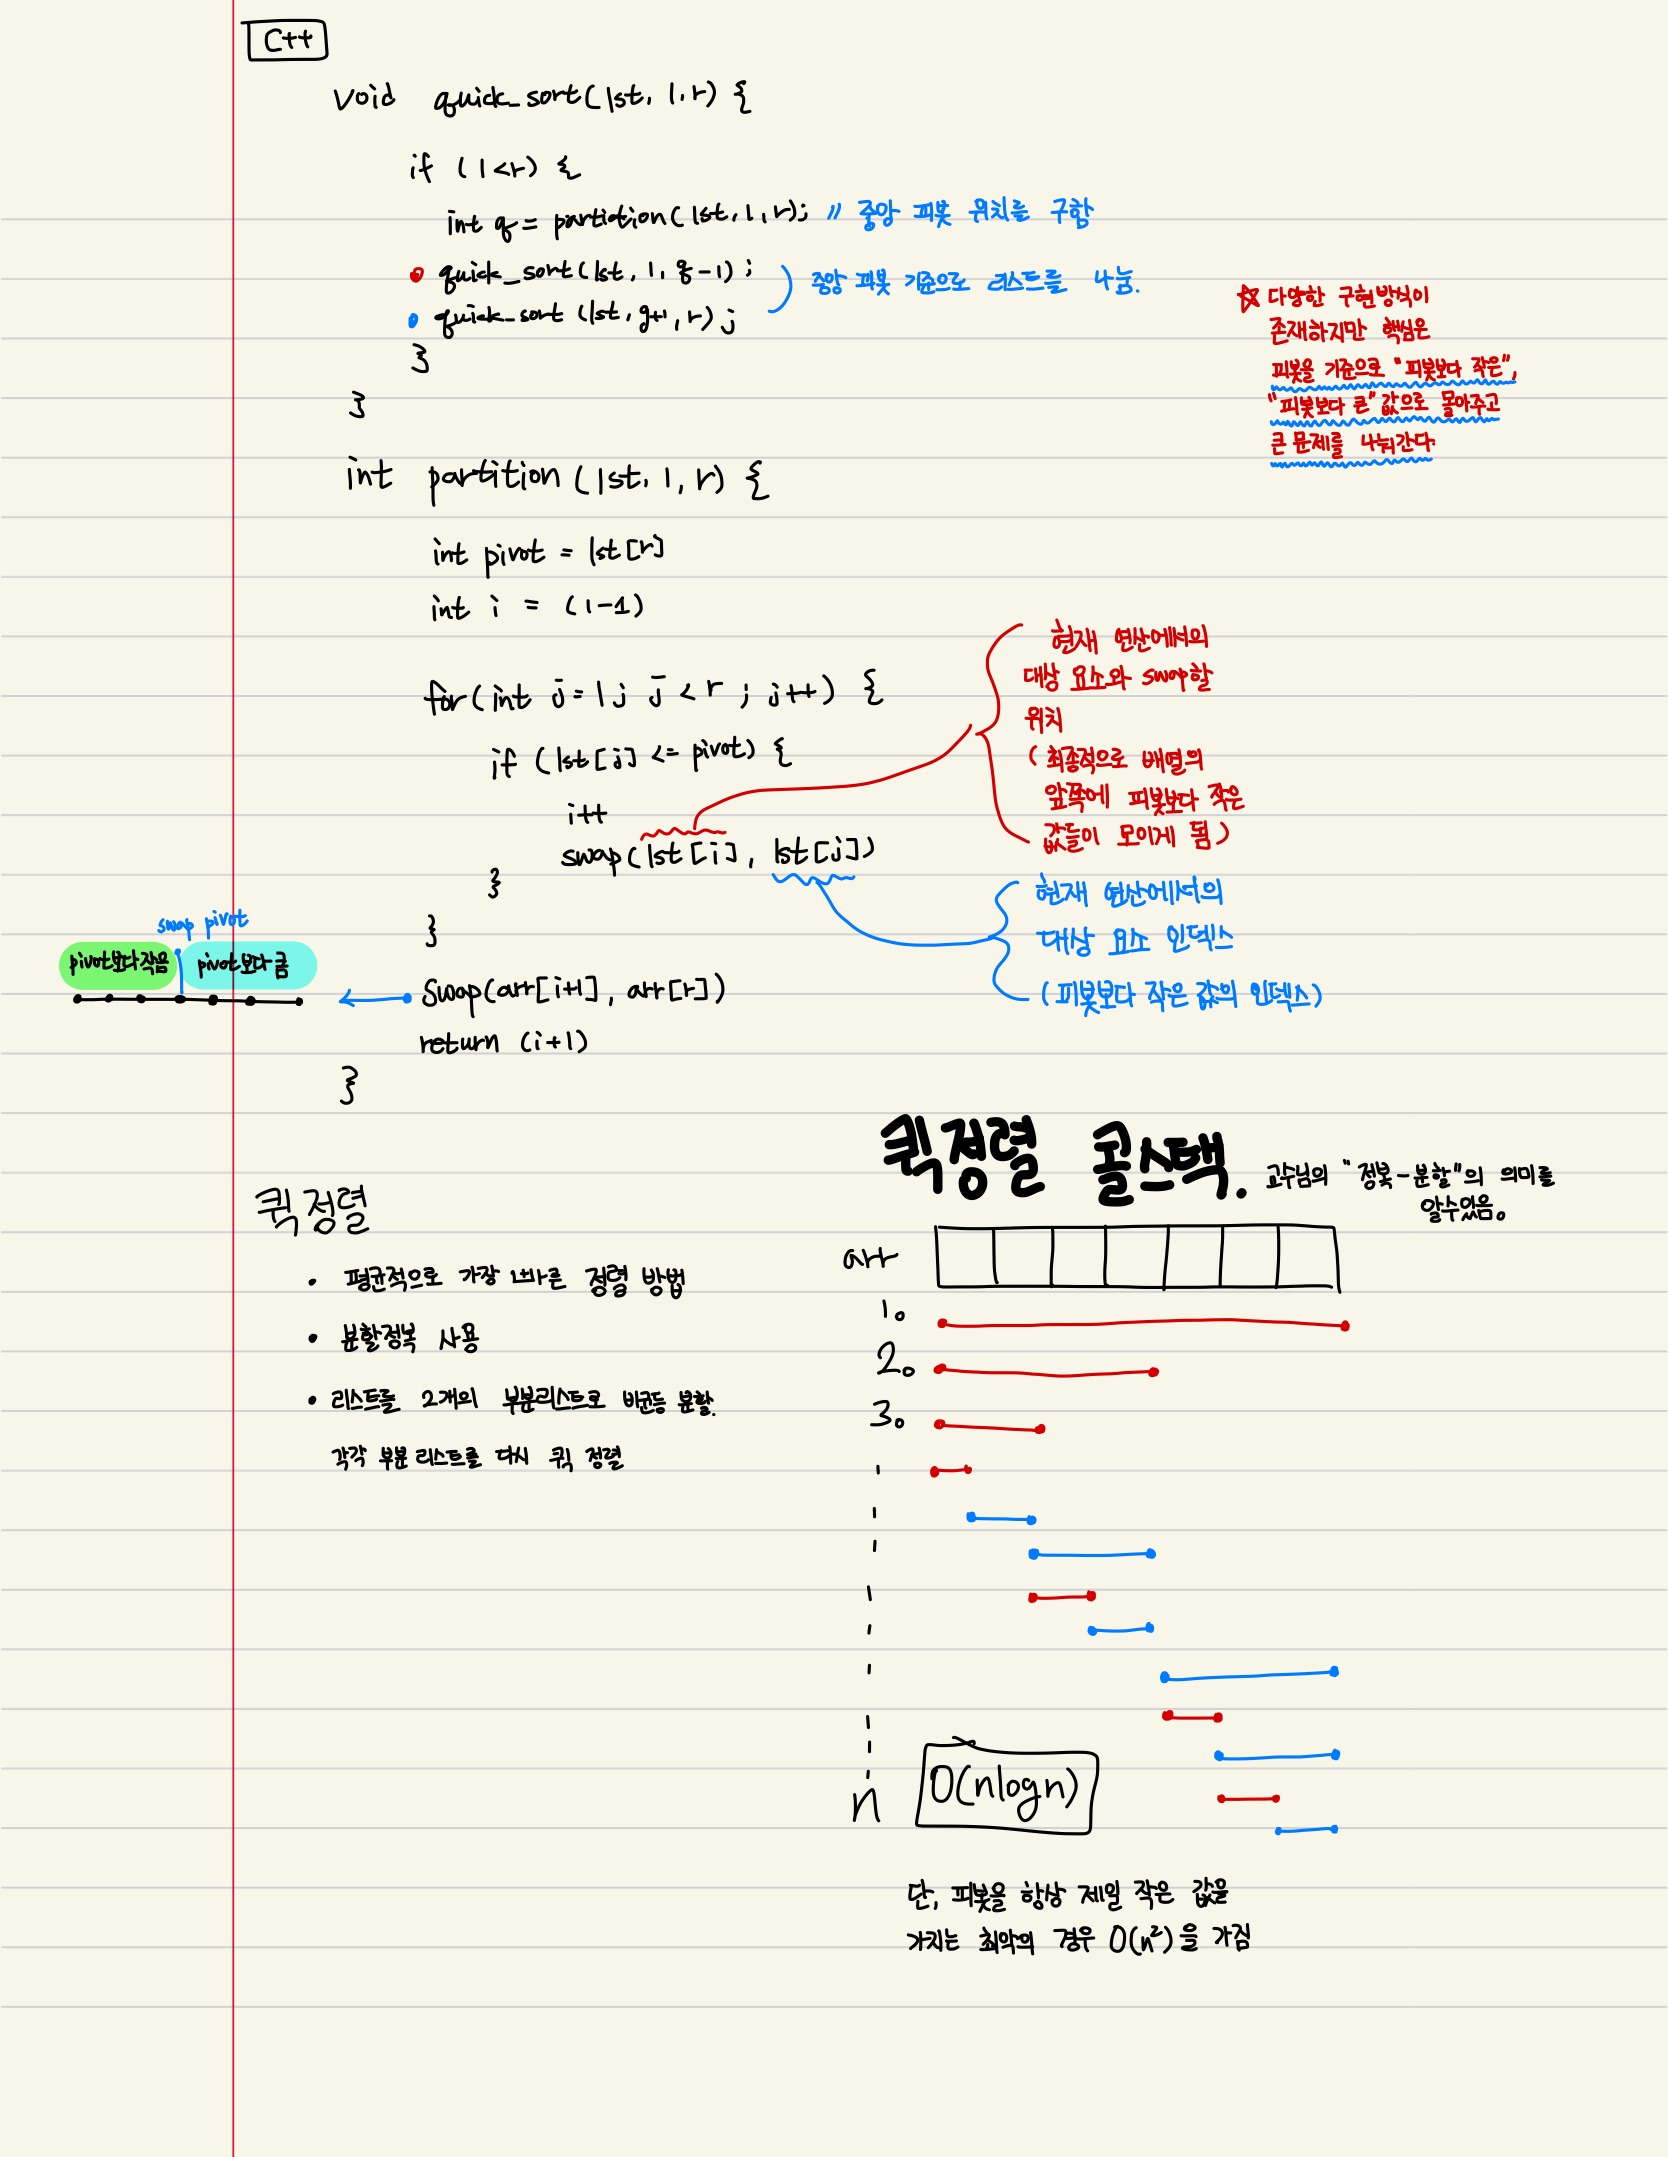 C++
void quick_sort(lst, l, r) {
if (l<r) {
int q = partiotion(lst, l, r); // 중앙 피봇 위치를 구함
quick_sort(lst, l, q-1);
quick_sort(lst, q+1, r);
중앙 피봇 기준으로 리스트를 나눔.
}
}
☆ 다양한 구현방식이
존재하지만 핵심은
피봇을 기준으로 "피봇보다 작은",
"피봇보다 큰" 값으로 몰아주고
큰 문제를 나눠간다.
int partition (lst, l, r) {
int pivot = lst[r]
int i = (l-1)
for(int j=l; j<r; j++) {
if (lst[j] <= pivot) {
i++
swap(lst[i], lst[j])
}
}
현재 연산에서의
대상 요소와 swap할
위치
(최종적으로 배열의
앞쪽에 피봇보다 작은
값들이 모이게 됨)
현재 연산에서의
대상 요소 인덱스
(피봇보다 작은 값의 인덱스)
swap pivot
pivot보다 작음 pivot보다 큼
Swap(arr[i+1], arr[r])
return (i+1)
}
퀵 정렬
• 평균적으로 가장 빠른 정렬 방법
• 분할정복 사용
• 리스트를 2개의 부분리스트로 비균등 분할.
각각 부분 리스트를 다시 퀵 정렬
퀵정렬 콜스택. 교수님의 "정복-분할"의 의미를
알수있음.
arr
1.
2.
3.
n
O(nlogn)
단, 피봇을 항상 제일 작은 값을
가지는 최악의 경우 O(n²)을 가짐